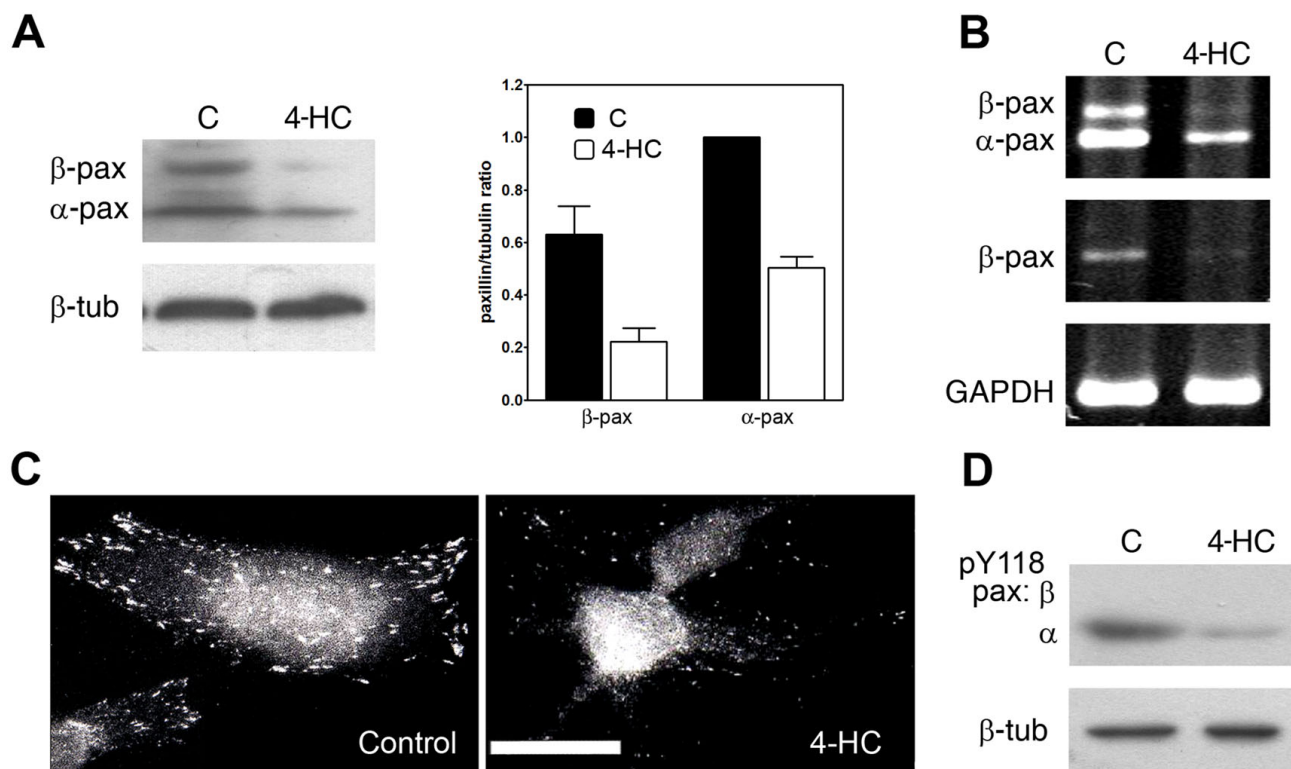 A
C 4-HC
β-pax
α-pax
β-tub
paxillin/tubulin ratio
1.2
1.0
0.8
0.6
0.4
0.2
0.0
C
4-HC
β-pax α-pax
B
C 4-HC
β-pax
α-pax
β-pax
GAPDH
C
Control
4-HC
D
C 4-HC
pY118
pax: β
α
β-tub